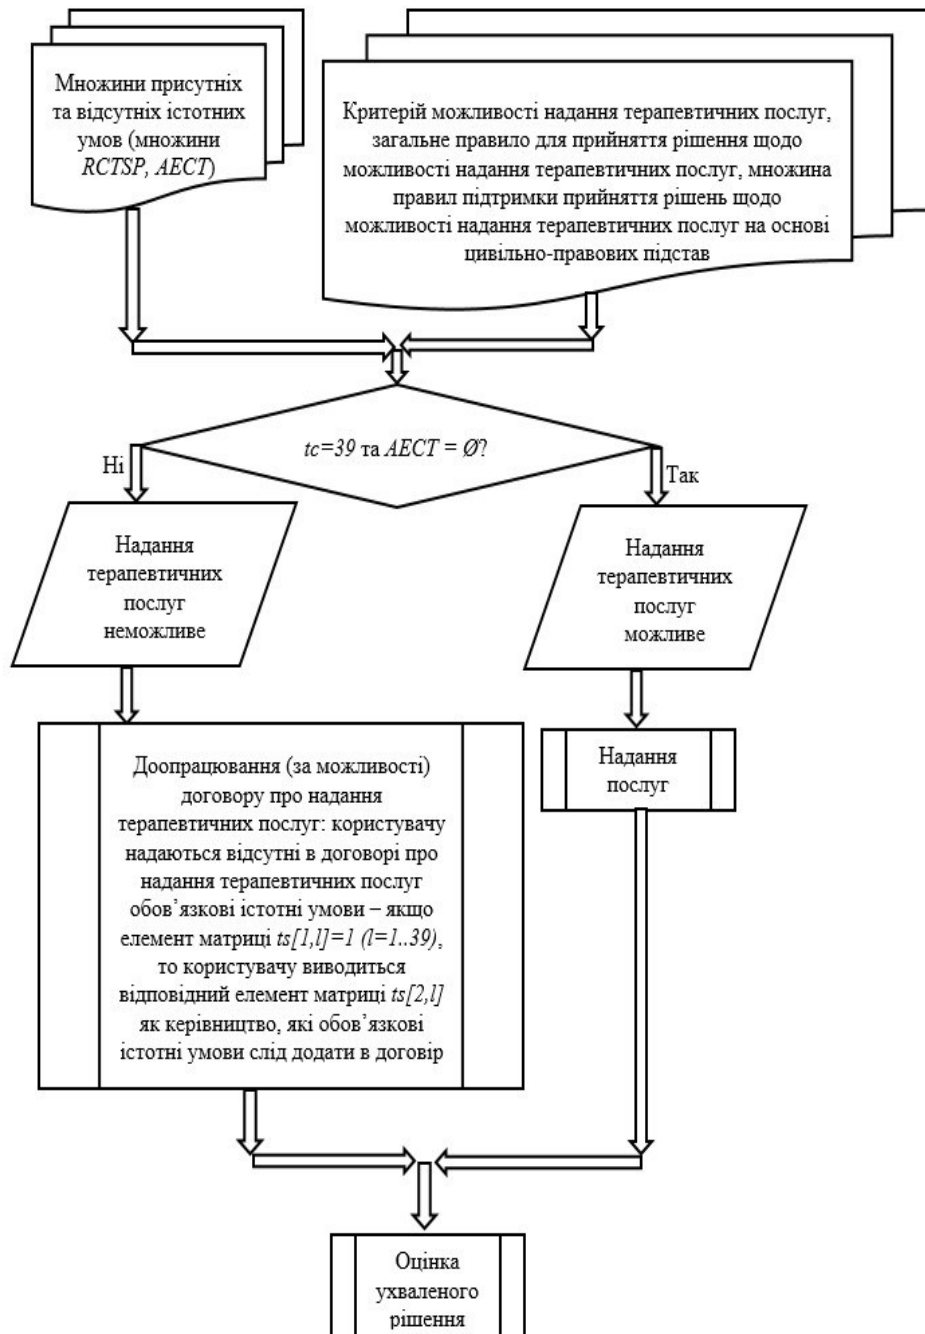 Множини присутніх
та відсутніх істотних
умов (множини
RCTSP, AECT)
Критерій можливості надання терапевтичних послуг,
загальне правило для прийняття рішення щодо
можливості надання терапевтичних послуг, множина
правил підтримки прийняття рішень щодо
можливості надання терапевтичних послуг на основі
цивільно-правових підстав
tc=39 та AECT = Ø?
Ні
Так
Надання
терапевтичних
послуг
неможливе
Надання
терапевтичних
послуг
можливе
Доопрацювання (за можливості)
договору про надання
терапевтичних послуг: користувачу
надаються відсутні в договорі про
надання терапевтичних послуг
обов’язкові істотні умови – якщо
елемент матриці ts[1,l]=1 (l=1..39),
то користувачу виводиться
відповідний елемент матриці ts[2,l]
як керівництво, які обов’язкові
істотні умови слід додати в договір
Надання
послуг
Оцінка
ухваленого
рішення